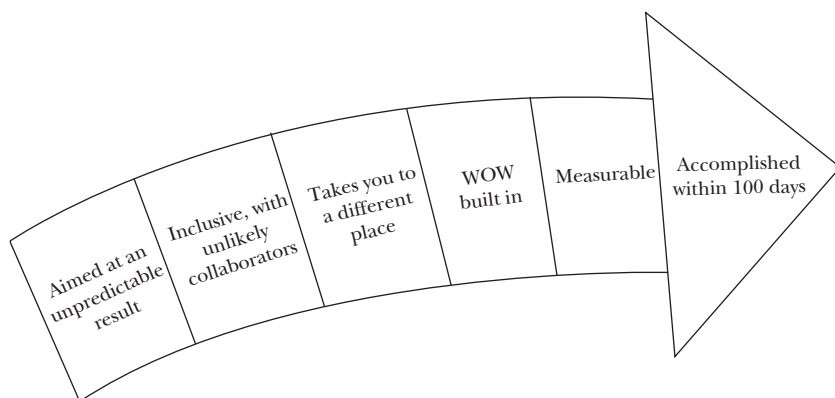 Aimed at an
unpredictable
result
Inclusive, with
unlikely
collaborators
Takes you to
a different
place
WOW
built in
Measurable
Accomplished
within 100 days